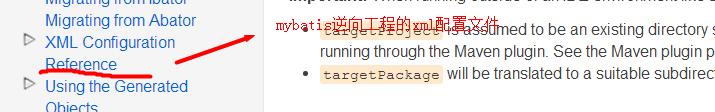 Migrating from Ibator
Migrating from Abator
XML Configuration
Reference
Using the Generated
Objects
mybatis逆向工程的xml配置文件
targetProject is assumed to be an existing directory s
running through the Maven plugin. See the Maven plugin p
targetPackage will be translated to a suitable subdirect